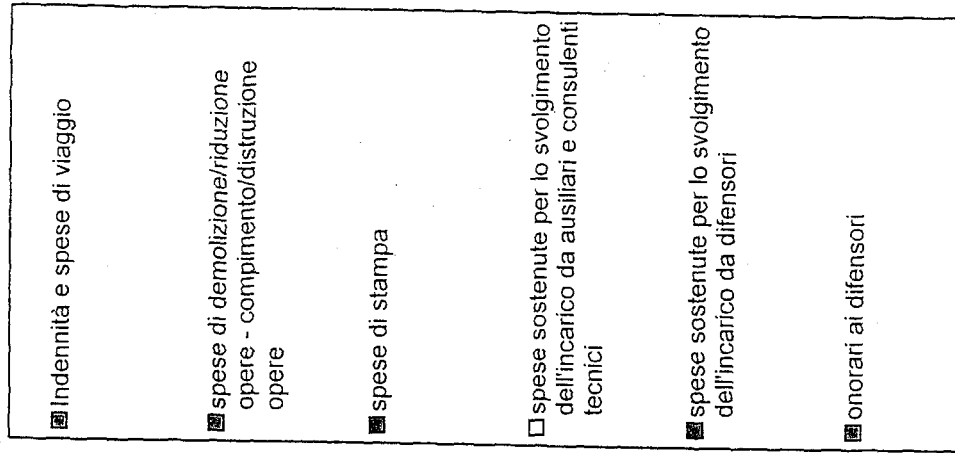 Indennità e spese di viaggio
spese di demolizione/riduzione
opere - compimento/distruzione
opere
spese di stampa
spese sostenute per lo svolgimento
dell'incarico da ausiliari e consulenti
tecnici
spese sostenute per lo svolgimento
dell'incarico da difensori
onorari ai difensori